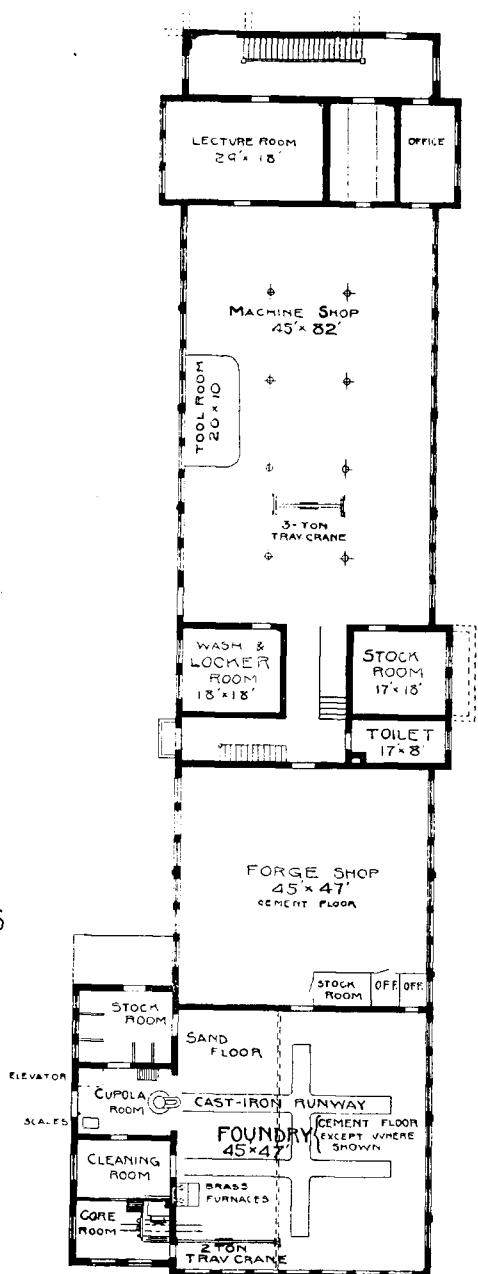 LECTURE ROOM
29' × 18'
OFFICE
MACHINE SHOP
45' × 82'
TOOL ROOM
20 × 10
3-TON
TRAV. CRANE
WASH &
LOCKER
ROOM
18' × 18'
STOCK
ROOM
17' × 18'
TOILET
17' × 8'
FORGE SHOP
45' × 47'
CEMENT FLOOR
STOCK
ROOM
OFF.
OFF.
S
STOCK
ROOM
SAND
FLOOR
ELEVATOR
CUPOLA
ROOM
CAST-IRON RUNWAY
SCALES
FOUNDRY
45' × 47'
CEMENT FLOOR
EXCEPT WHERE
SHOWN
CLEANING
ROOM
BRASS
FURNACES
CORE
ROOM
2 TON
TRAV. CRANE